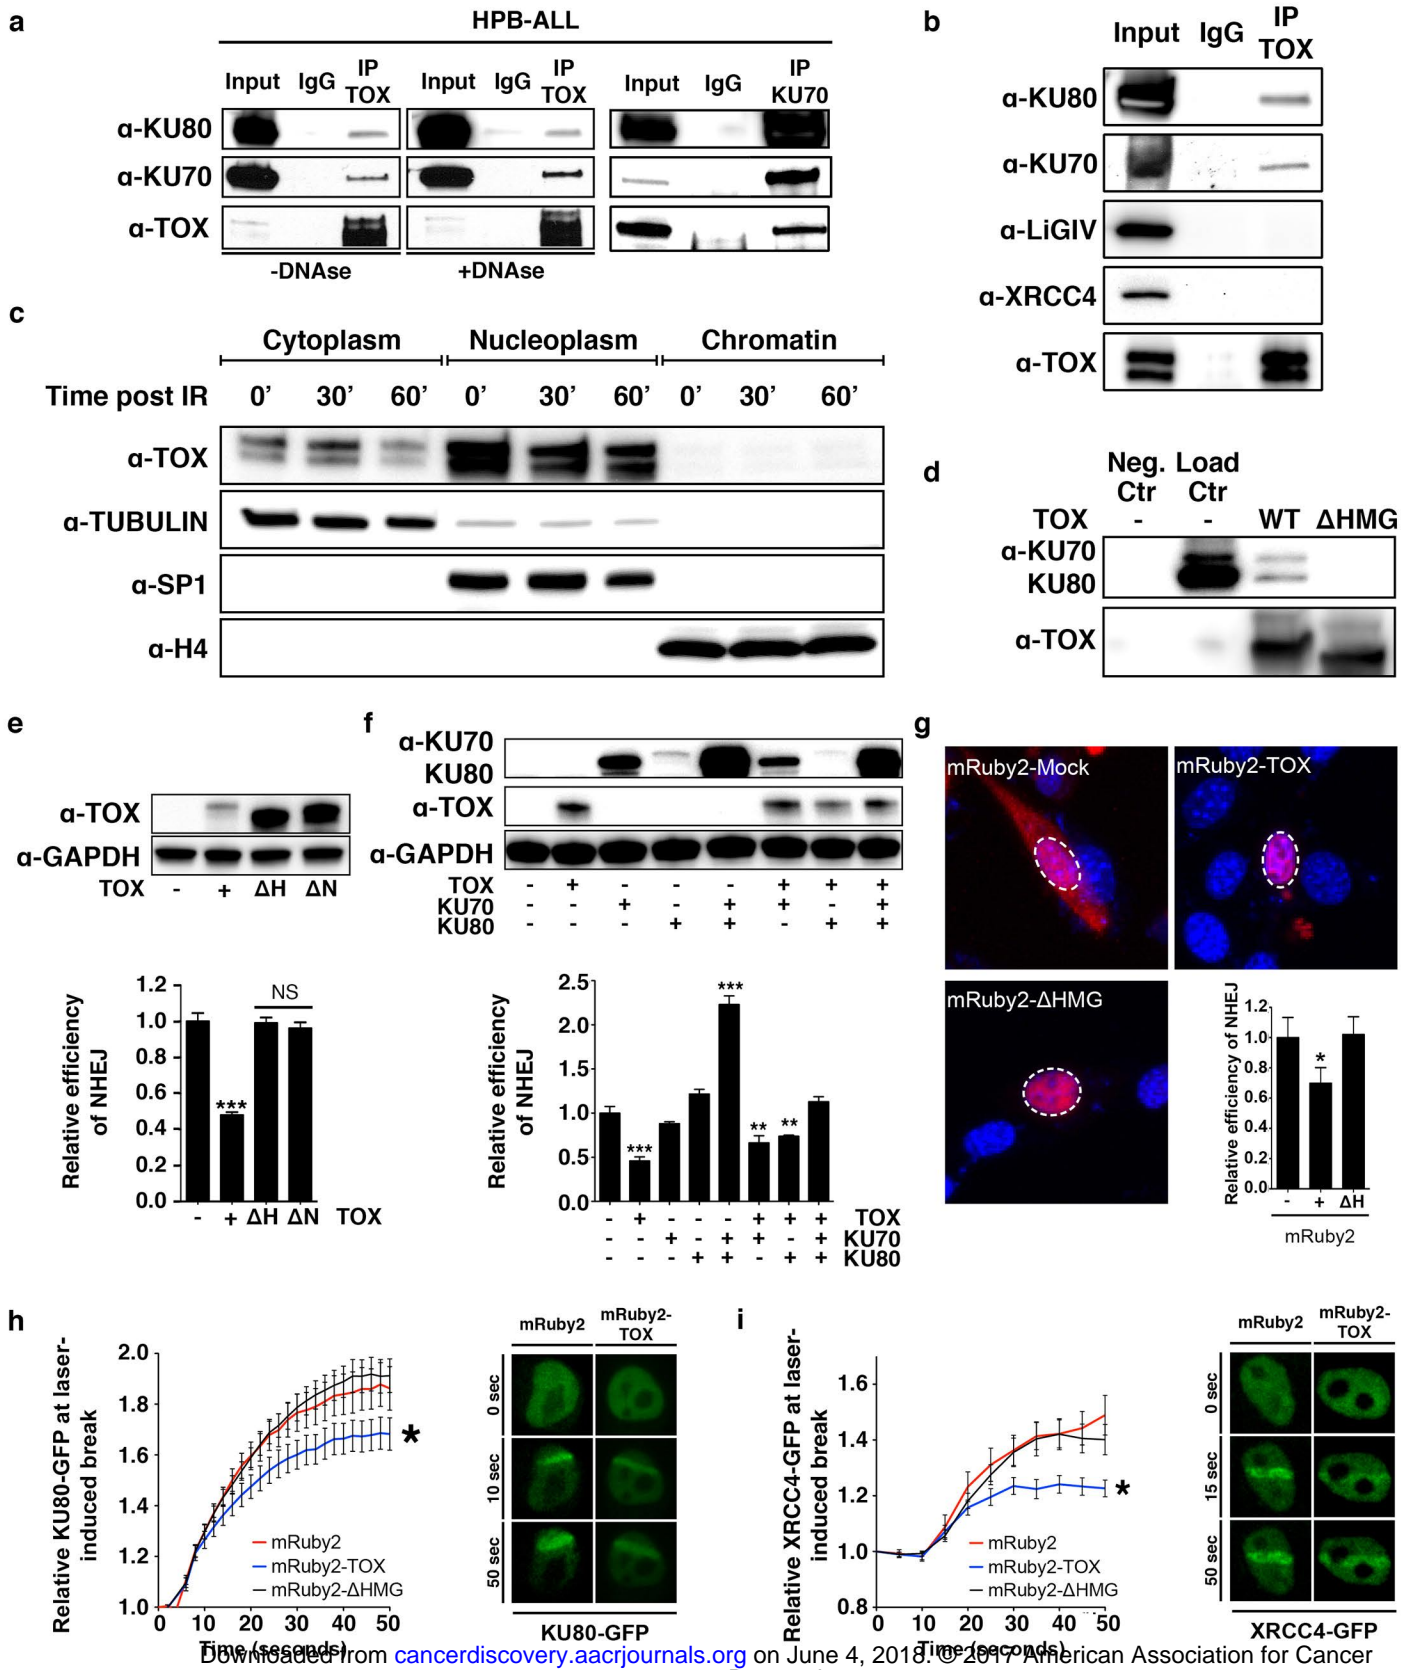 a
HPB-ALL
Input IgG IP TOX Input IgG IP TOX Input IgG IP KU70
α-KU80
α-KU70
α-TOX
-DNAse +DNAse
b
Input IgG IP TOX
α-KU80
α-KU70
α-LiGIV
α-XRCC4
α-TOX
c
Cytoplasm Nucleoplasm Chromatin
Time post IR 0’ 30’ 60’ 0’ 30’ 60’ 0’ 30’ 60’
α-TOX
α-TUBULIN
α-SP1
α-H4
d
Neg. Ctr Load Ctr
TOX - - WT ΔHMG
α-KU70
KU80
α-TOX
e
α-TOX
α-GAPDH
TOX - + ΔH ΔN
Relative efficiency of NHEJ
1.2
1.0
0.8
0.6
0.4
0.2
0.0
NS
***
- + ΔH ΔN TOX
f
α-KU70
KU80
α-TOX
α-GAPDH
TOX - + - - - + + +
KU70 - - + - + + - +
KU80 - - - + + - + +
Relative efficiency of NHEJ
2.5
2.0
1.5
1.0
0.5
0.0
*** *** ** **
- + - - - + + + TOX
- - + - + + - + KU70
- - - + + - + + KU80
g
mRuby2-Mock
mRuby2-TOX
mRuby2-ΔHMG
Relative efficiency of NHEJ
1.2
1.0
0.8
0.6
0.4
0.2
0.0
*
- + ΔH
mRuby2
h
Relative KU80-GFP at laser-induced break
2.0
1.8
1.6
1.4
1.2
1.0
*
mRuby2
mRuby2-TOX
mRuby2-ΔHMG
0 10 20 30 40 50
Time (seconds)
mRuby2 mRuby2-TOX
0 sec
10 sec
50 sec
KU80-GFP
i
Relative XRCC4-GFP at laser-induced break
1.6
1.4
1.2
1.0
0.8
*
mRuby2
mRuby2-TOX
mRuby2-ΔHMG
0 10 20 30 40 50
Time (seconds)
mRuby2 mRuby2-TOX
0 sec
15 sec
50 sec
XRCC4-GFP
Downloaded from cancerdiscovery.aacrjournals.org on June 4, 2018. © 2017 American Association for Cancer